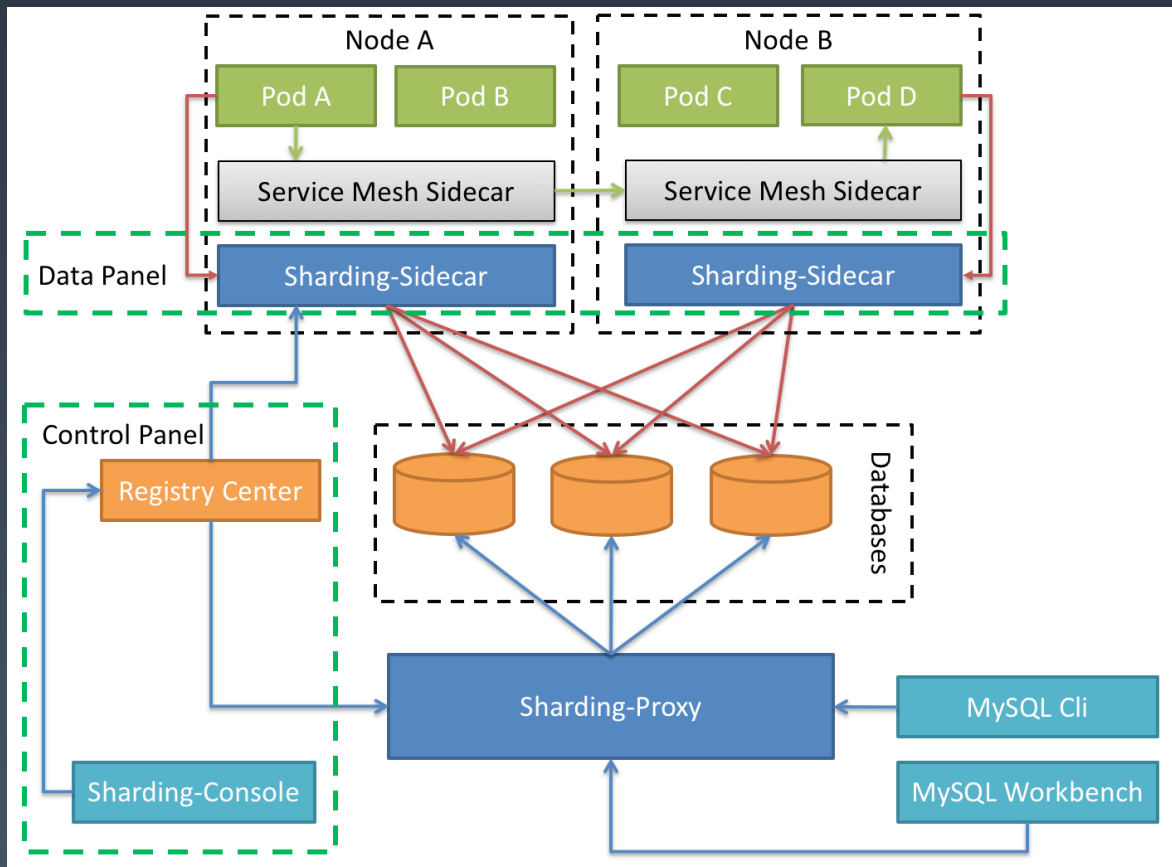 Node A
Node B
Pod A
Pod B
Pod C
Pod D
Service Mesh Sidecar
Service Mesh Sidecar
Data Panel
Sharding-Sidecar
Sharding-Sidecar
Control Panel
Registry Center
Databases
Sharding-Proxy
MySQL Cli
Sharding-Console
MySQL Workbench